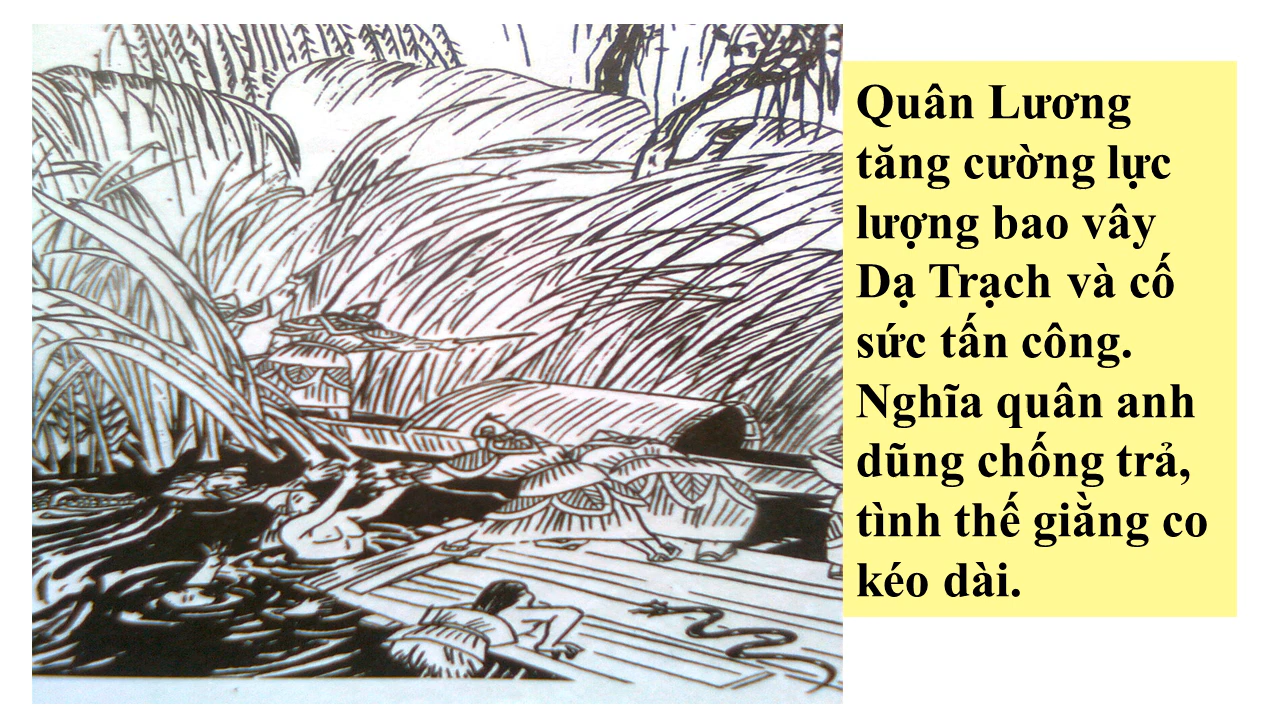 Quân Lương
tăng cường lực
lượng bao vây
Dạ Trạch và cố
sức tấn công.
Nghĩa quân anh
dũng chống trả,
tình thế giằng co
kéo dài.